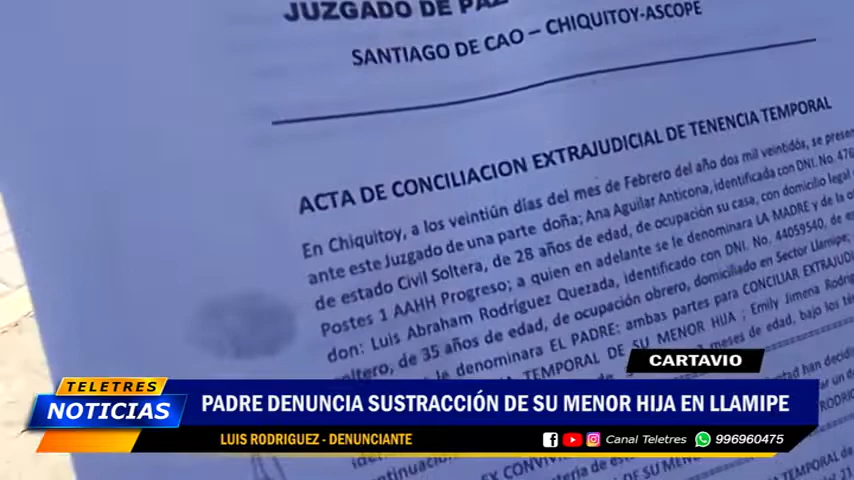 JUZGADO DE PAZ
SANTIAGO DE CAO – CHIQUITOY-ASCOPE
ACTA DE CONCILIACION EXTRAJUDICIAL DE TENENCIA TEMPORAL
En Chiquitoy, a los veintiún días del mes de Febrero del año dos mil veintidós, se presen
ante este Juzgado de una parte doña; Ana Aguilar Anticona, identificada con DNI. No. 476
de estado Civil Soltera, de 28 años de edad, de ocupación su casa, con domicilio legal
Postes 1 AAHH Progreso; a quien en adelante se le denominara LA MADRE y de la o
don: Luis Abraham Rodríguez Quezada, identificado con DNI. No. 44059540, de es
soltero, de 35 años de edad, de ocupación obrero, domiciliado en Sector Llamipe;
le denominara EL PADRE: ambas partes para CONCILIAR EXTRAJUD
TEMPORAL DE SU MENOR HIJA ; Emily Jimena Rodrig
meses de edad, bajo los té
CARTAVIO
TELETRES
NOTICIAS
PADRE DENUNCIA SUSTRACCIÓN DE SU MENOR HIJA EN LLAMIPE
LUIS RODRIGUEZ - DENUNCIANTE
Canal Teletres
996960475